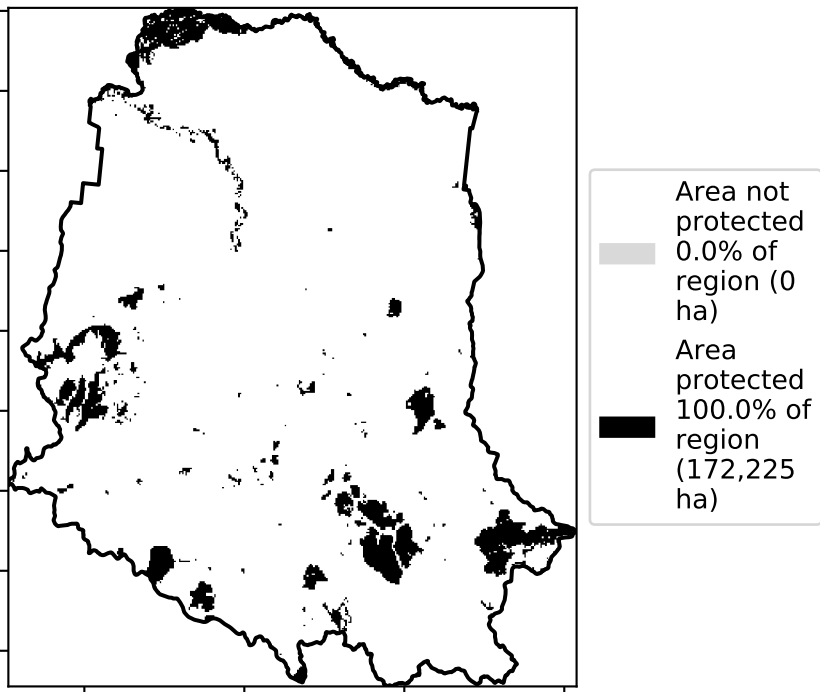 Area not
protected
0.0% of
region (0
ha)
Area
protected
100.0% of
region
(172,225
ha)